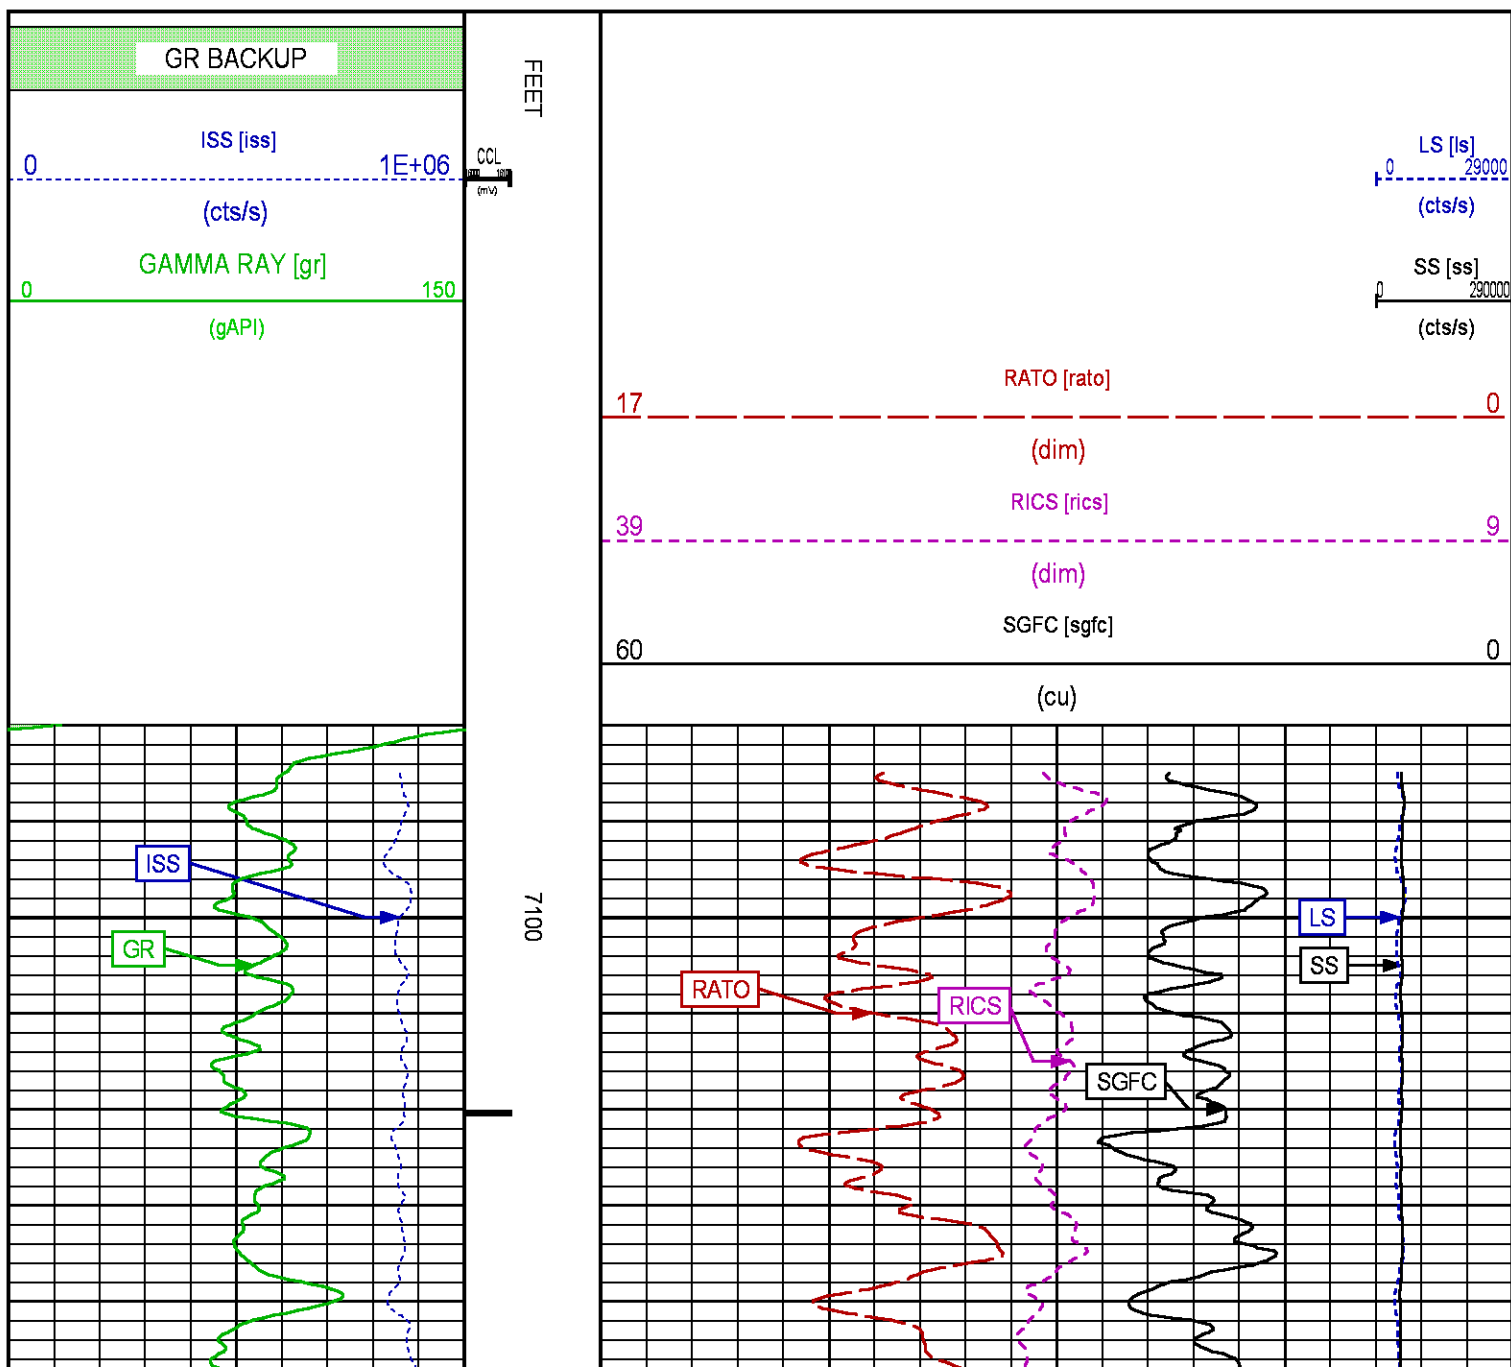 GR BACKUP
ISS [iss]
0 1E+06
(cts/s)
GAMMA RAY [gr]
0 150
(gAPI)
FEET
CCL
(mV)
LS [ls]
0 29000
(cts/s)
SS [ss]
0 290000
(cts/s)
RATO [rato]
17 0
(dim)
RICS [rics]
39 9
(dim)
SGFC [sgfc]
60 0
(cu)
ISS
GR
7100
RATO
RICS
SGFC
LS
SS